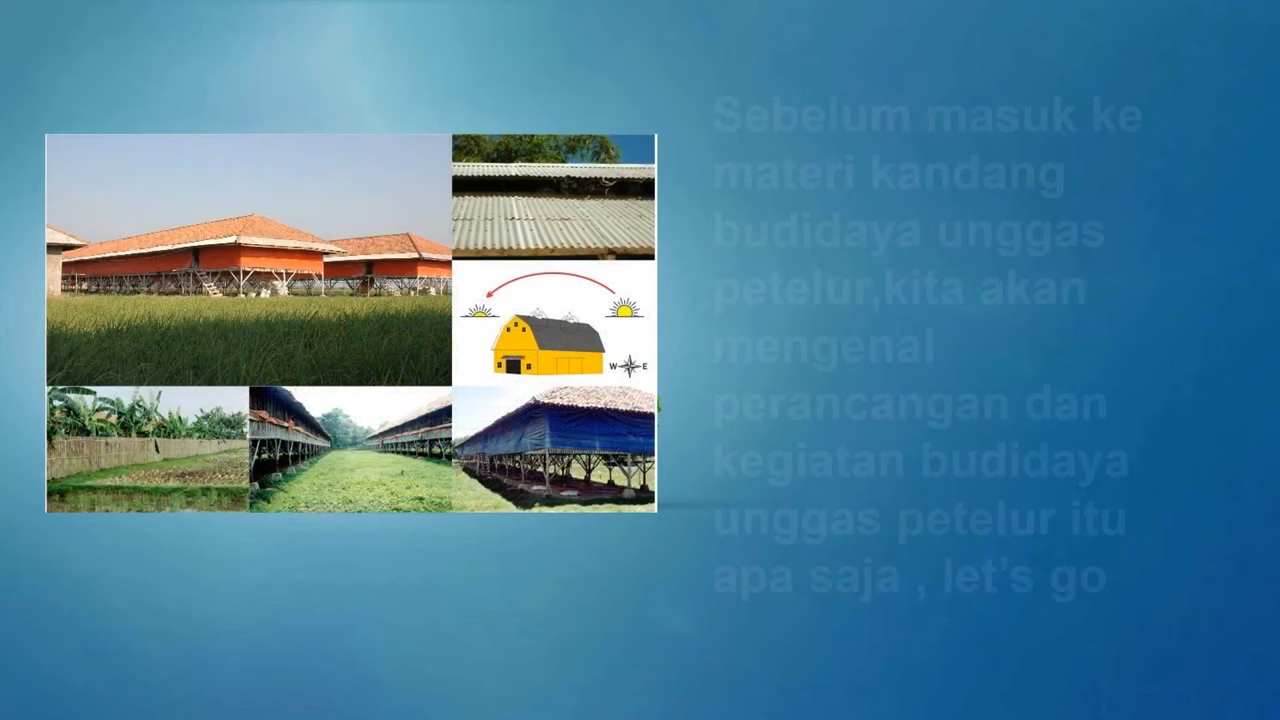 Sebelum masuk ke
materi kandang
budidaya unggas
petelur,kita akan
mengenal
perancangan dan
kegiatan budidaya
unggas petelur itu
apa saja , let’s go
W E